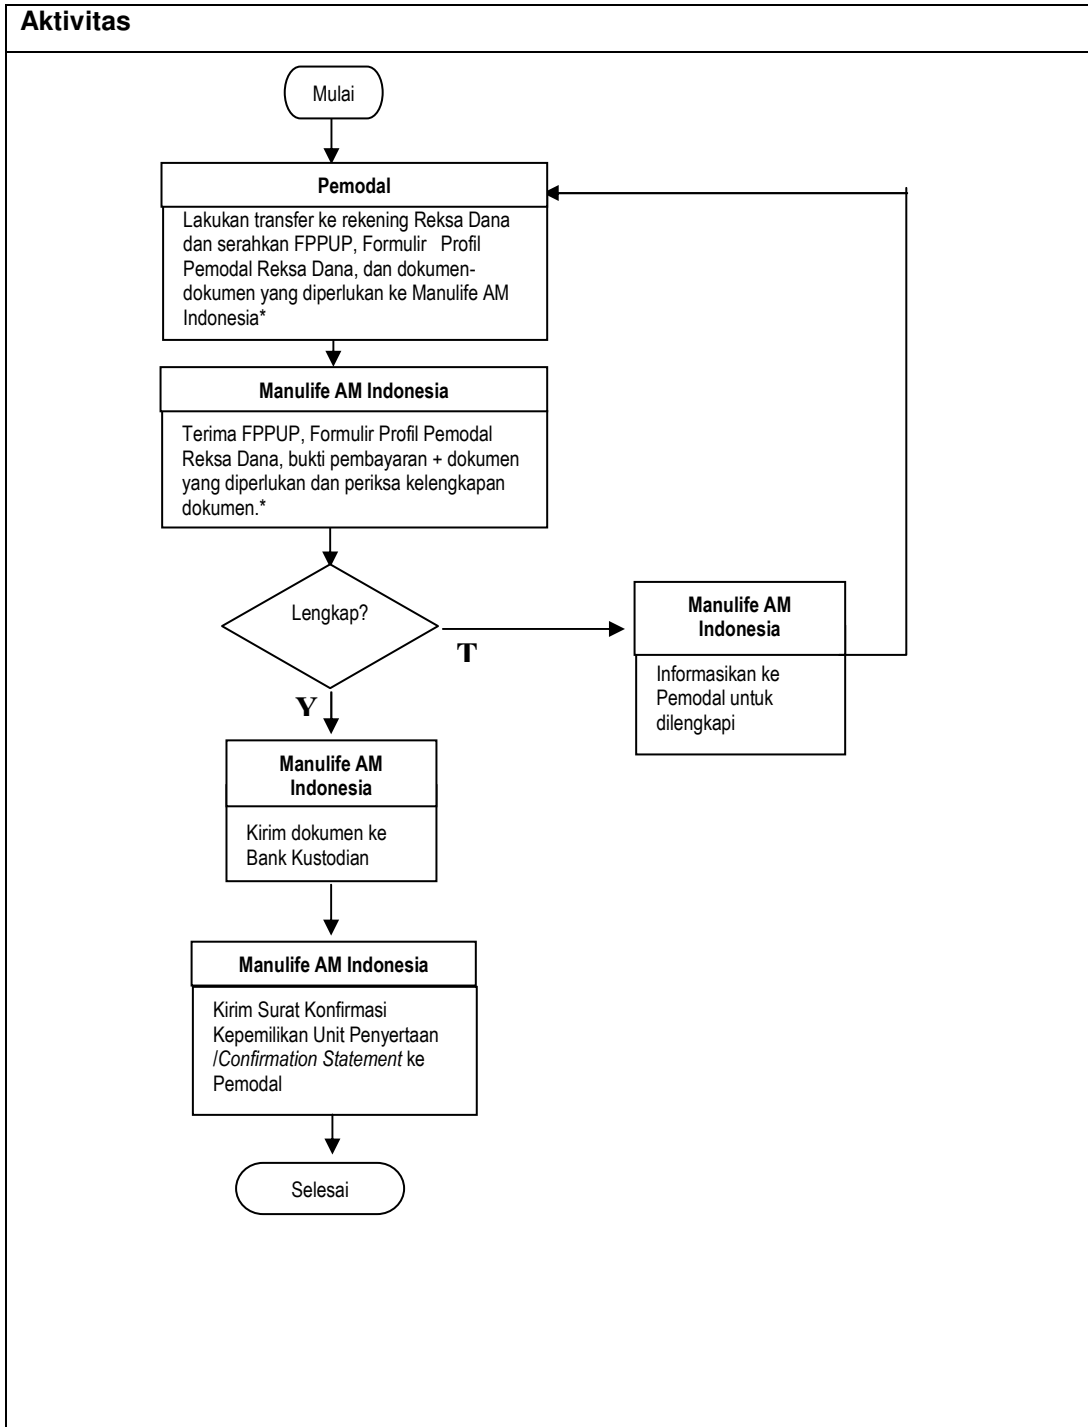 Aktivitas
Mulai
Pemodal
Lakukan transfer ke rekening Reksa Dana
dan serahkan FPPUP, Formulir Profil
Pemodal Reksa Dana, dan dokumen-
dokumen yang diperlukan ke Manulife AM
Indonesia*
Manulife AM Indonesia
Terima FPPUP, Formulir Profil Pemodal
Reksa Dana, bukti pembayaran + dokumen
yang diperlukan dan periksa kelengkapan
dokumen.*
Lengkap?
T
Manulife AM
Indonesia
Informasikan ke
Pemodal untuk
dilengkapi
Y
Manulife AM
Indonesia
Kirim dokumen ke
Bank Kustodian
Manulife AM Indonesia
Kirim Surat Konfirmasi
Kepemilikan Unit Penyertaan
/Confirmation Statement ke
Pemodal
Selesai